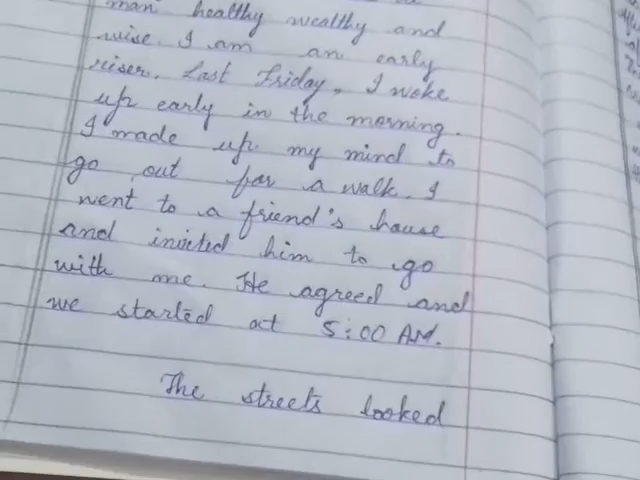 man healthy wealthy and
wise. I am an early
riser. Last Friday, I woke
up early in the morning.
I made up my mind to
go out for a walk. I
went to a friend's house
and invited him to go
with me. He agreed and
we started at 5:00 AM.
The streets looked